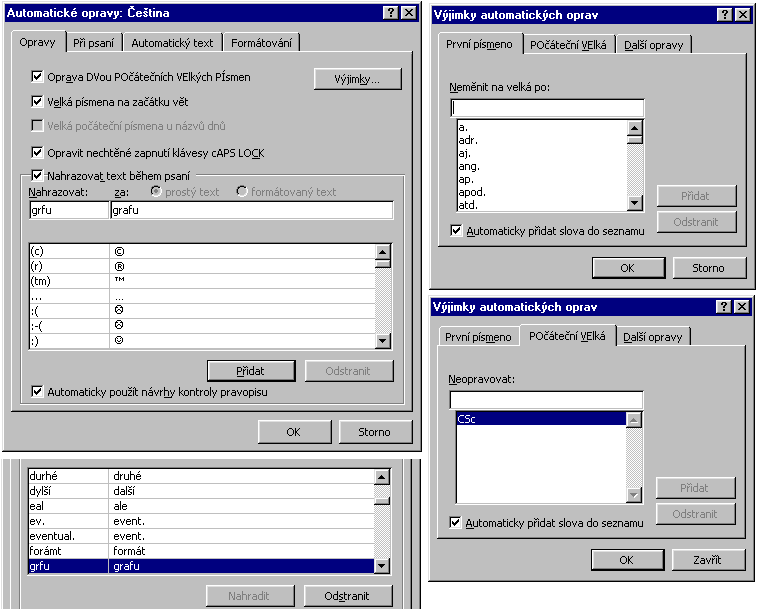 Automatické opravy: Čeština
Opravy Při psaní Automatický text Formátování
Oprava DVou POčátečních VElkých PÍsmen
Výjimky...
Velká písmena na začátku vět
Velká počáteční písmena u názvů dnů
Opravit nechtěné zapnutí klávesy cAPS LOCK
Nahrazovat text během psaní
Nahrazovat: za: prostý text formátovaný text
grfu grafu
(c) ©
(r) ®
(tm) ™
... …
:( ☹
:-( ☹
:) ☺
Přidat Odstranit
Automaticky použít návrhy kontroly pravopisu
OK Storno
durhé druhé
dylší další
eal ale
ev. event.
eventual. event.
forámt formát
grfu grafu
Nahradit Odstranit
Výjimky automatických oprav
První písmeno POčáteční VElká Další opravy
Neměnit na velká po:
a.
adr.
aj.
ang.
ap.
apod.
atd.
Přidat
Odstranit
Automaticky přidat slova do seznamu
OK Storno
Výjimky automatických oprav
První písmeno POčáteční VElká Další opravy
Neopravovat:
CSc
Přidat
Odstranit
Automaticky přidat slova do seznamu
OK Zavřít